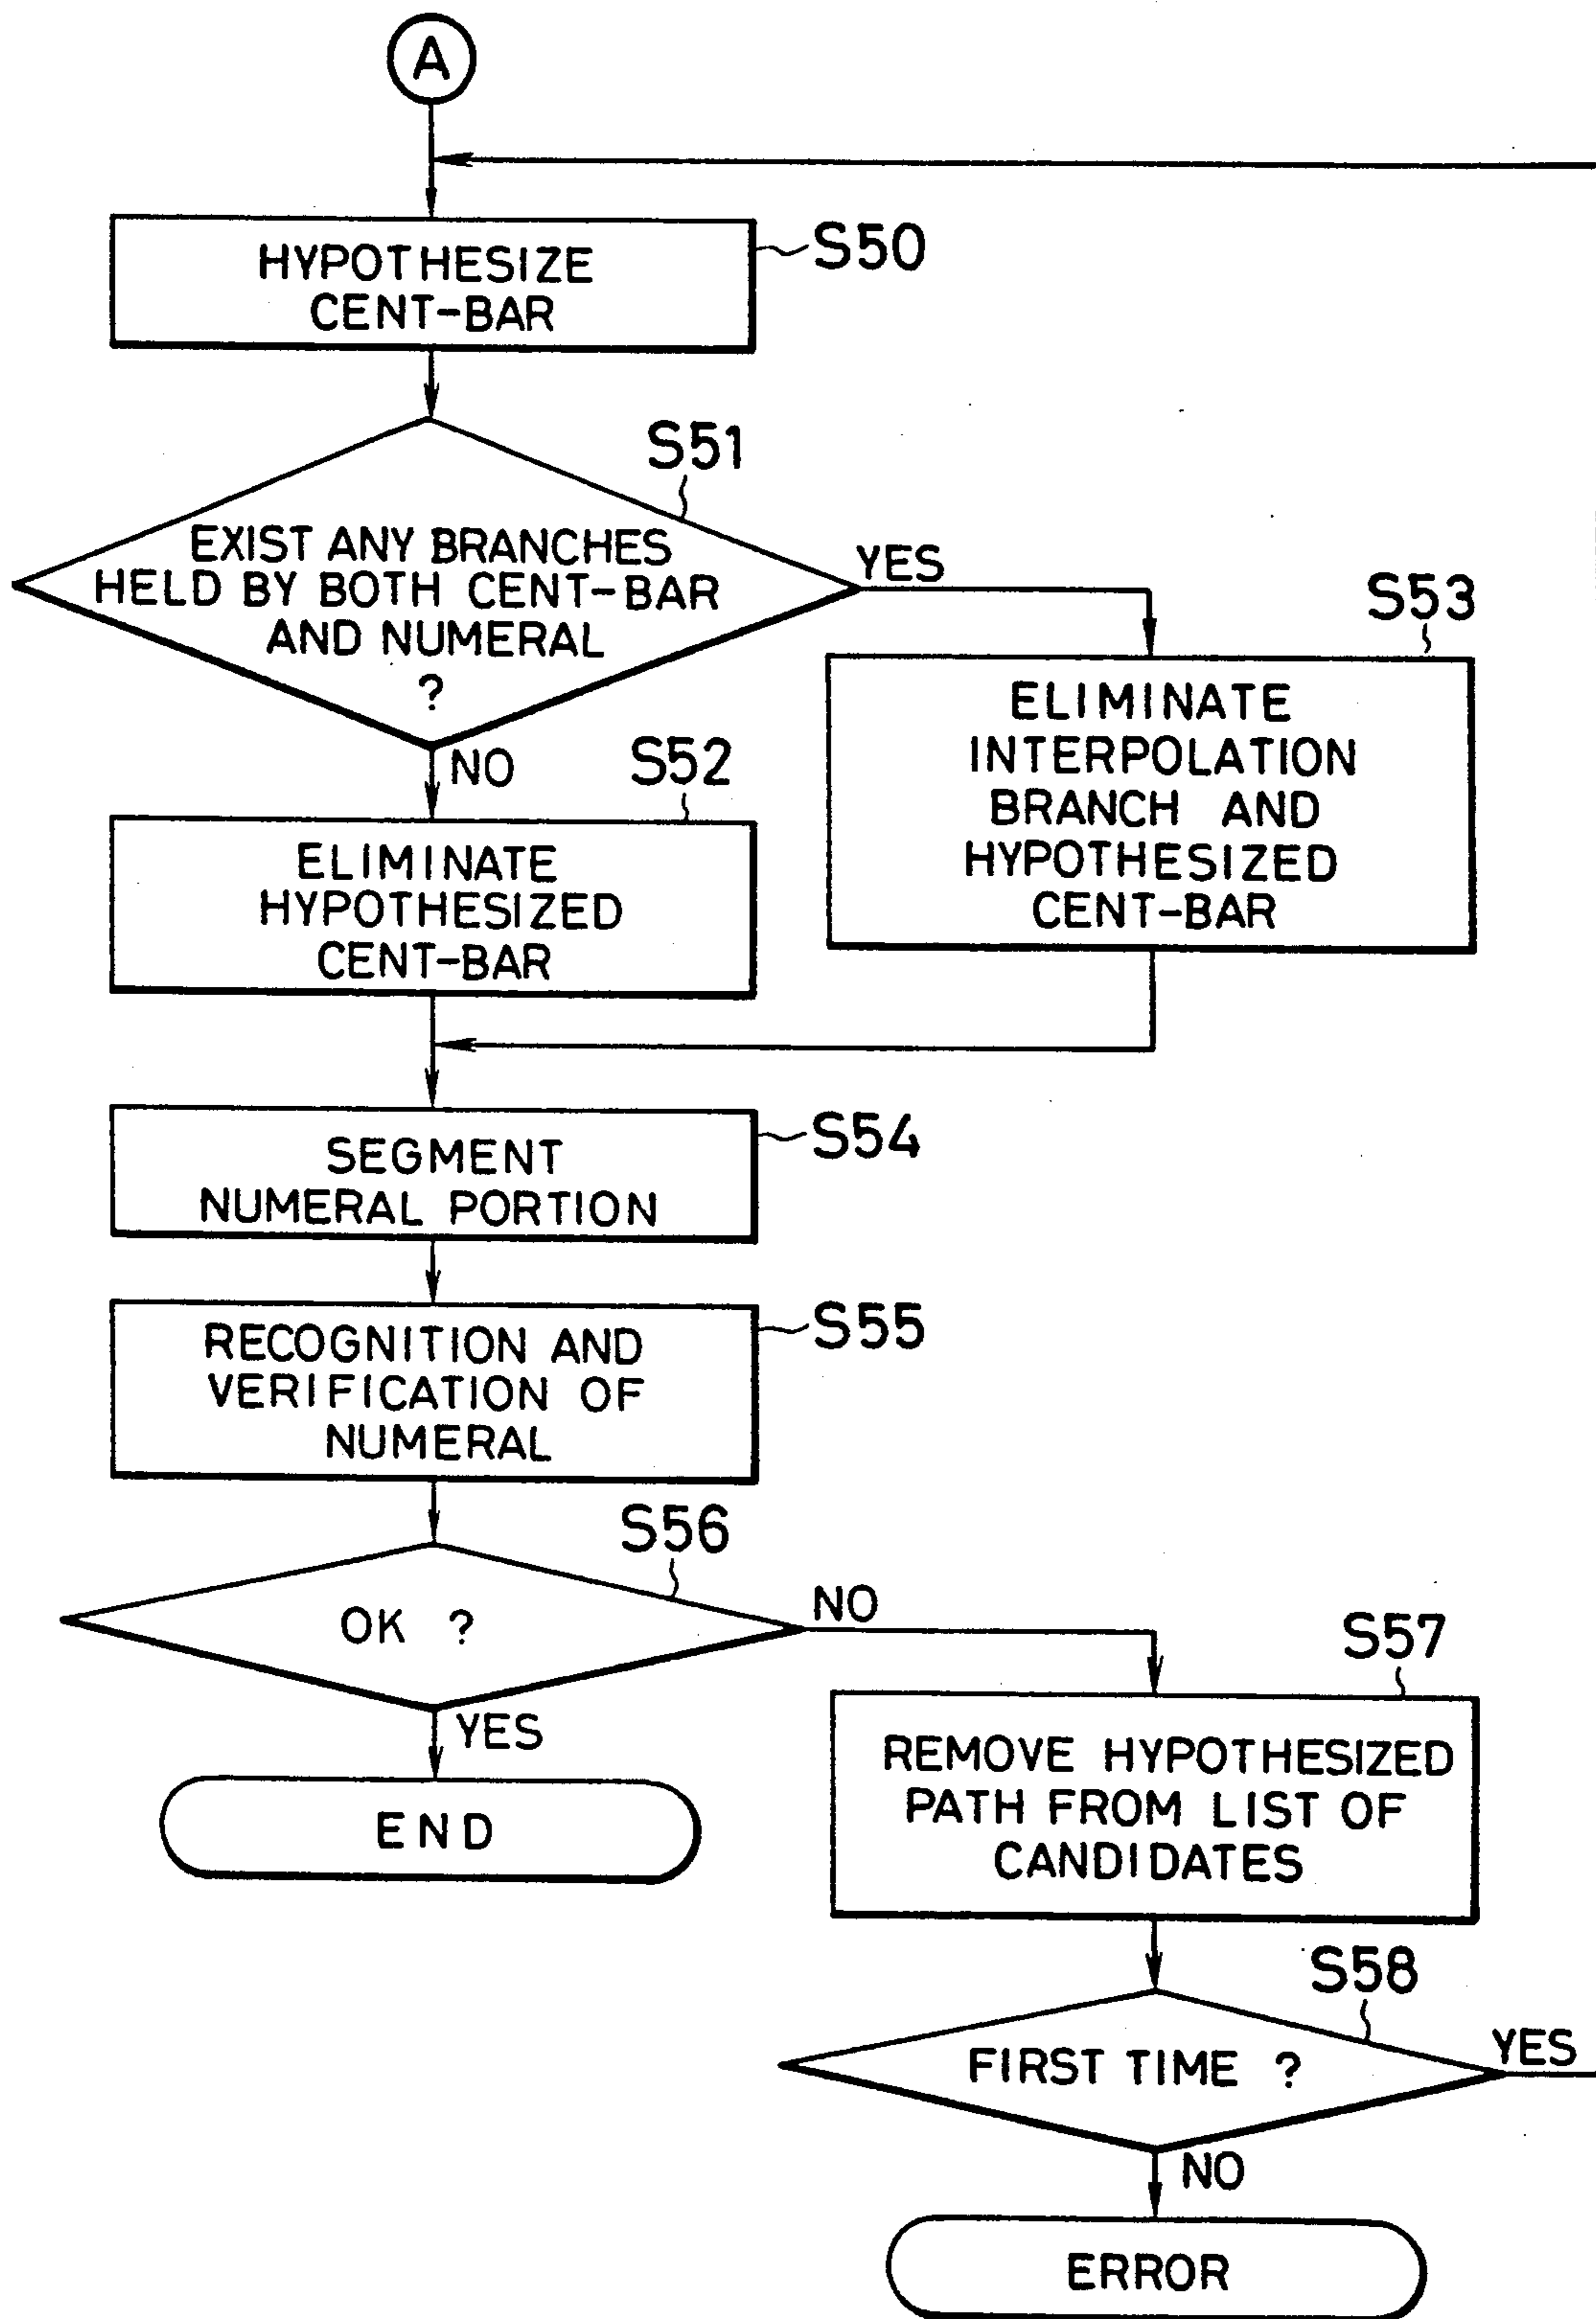 A
HYPOTHESIZE
CENT-BAR
S50
S51
EXIST ANY BRANCHES
HELD BY BOTH CENT-BAR
AND NUMERAL
?
YES
NO
S52
ELIMINATE
HYPOTHESIZED
CENT-BAR
S53
ELIMINATE
INTERPOLATION
BRANCH AND
HYPOTHESIZED
CENT-BAR
SEGMENT
NUMERAL PORTION
S54
RECOGNITION AND
VERIFICATION OF
NUMERAL
S55
S56
OK ?
NO
YES
END
S57
REMOVE HYPOTHESIZED
PATH FROM LIST OF
CANDIDATES
S58
FIRST TIME ?
YES
NO
ERROR